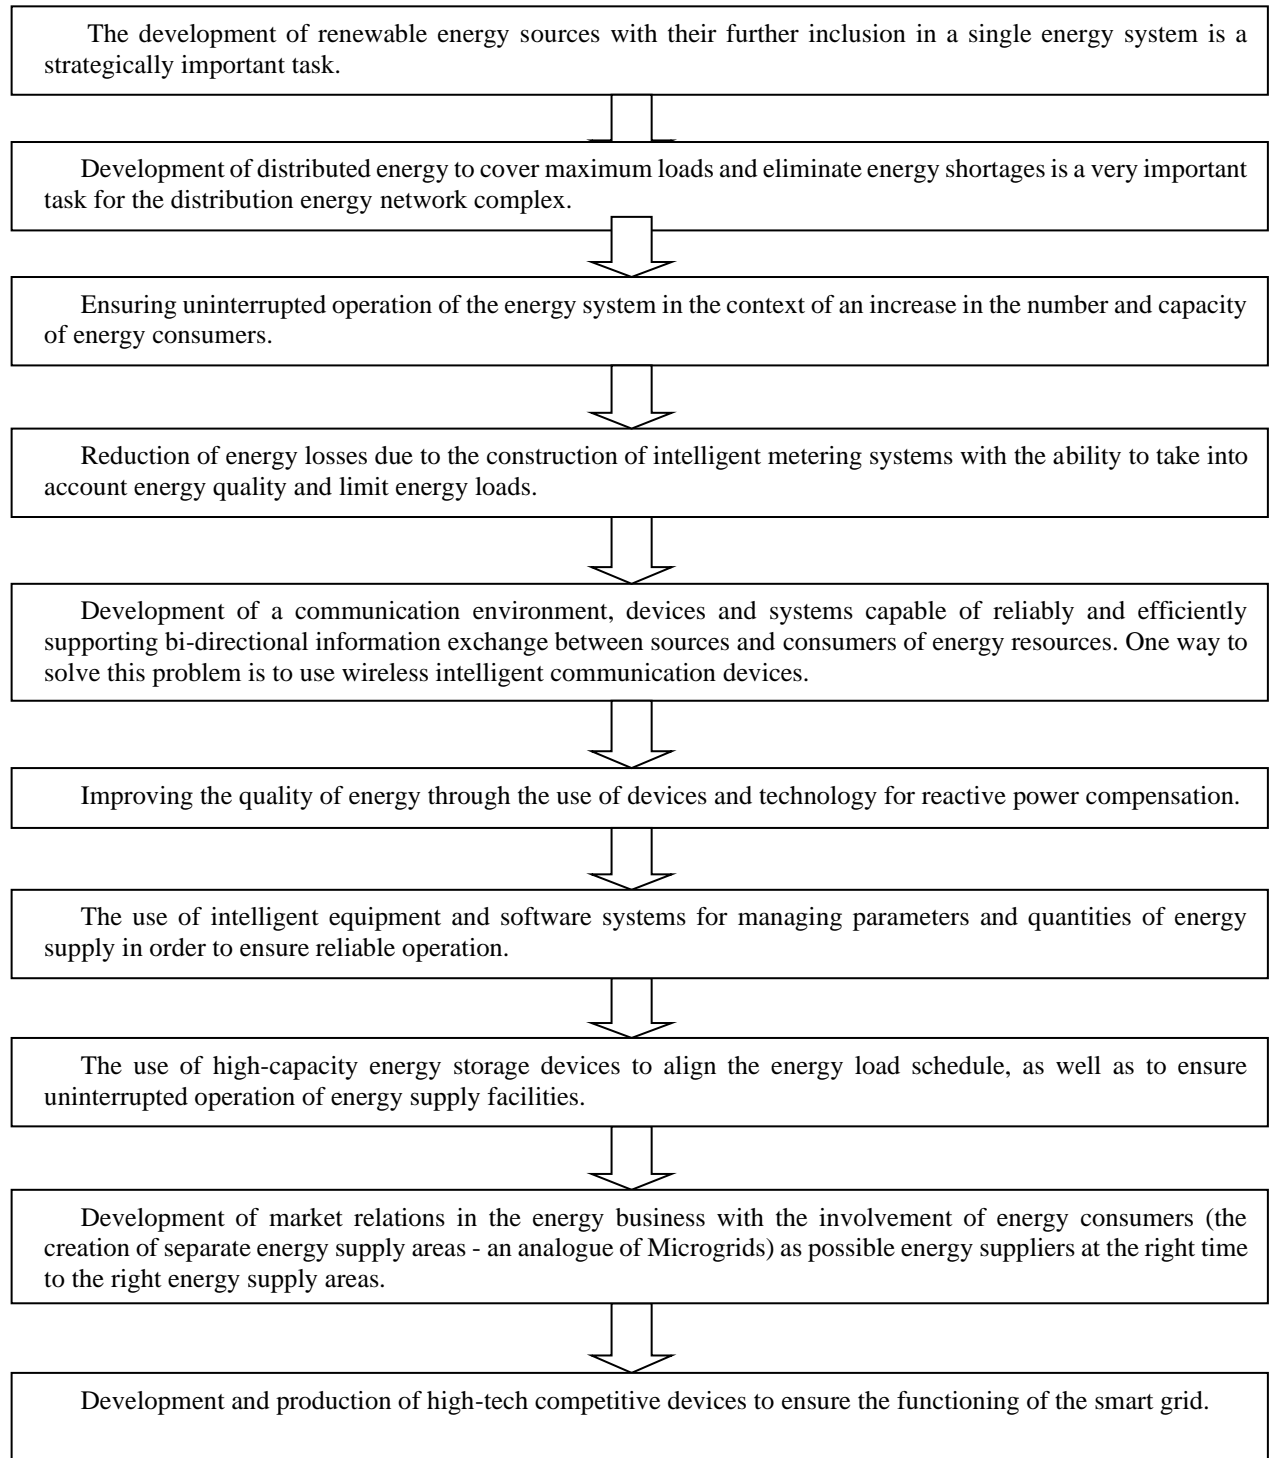 The development of renewable energy sources with their further inclusion in a single energy system is a
strategically important task.
Development of distributed energy to cover maximum loads and eliminate energy shortages is a very important
task for the distribution energy network complex.
Ensuring uninterrupted operation of the energy system in the context of an increase in the number and capacity
of energy consumers.
Reduction of energy losses due to the construction of intelligent metering systems with the ability to take into
account energy quality and limit energy loads.
Development of a communication environment, devices and systems capable of reliably and efficiently
supporting bi-directional information exchange between sources and consumers of energy resources. One way to
solve this problem is to use wireless intelligent communication devices.
Improving the quality of energy through the use of devices and technology for reactive power compensation.
The use of intelligent equipment and software systems for managing parameters and quantities of energy
supply in order to ensure reliable operation.
The use of high-capacity energy storage devices to align the energy load schedule, as well as to ensure
uninterrupted operation of energy supply facilities.
Development of market relations in the energy business with the involvement of energy consumers (the
creation of separate energy supply areas - an analogue of Microgrids) as possible energy suppliers at the right time
to the right energy supply areas.
Development and production of high-tech competitive devices to ensure the functioning of the smart grid.